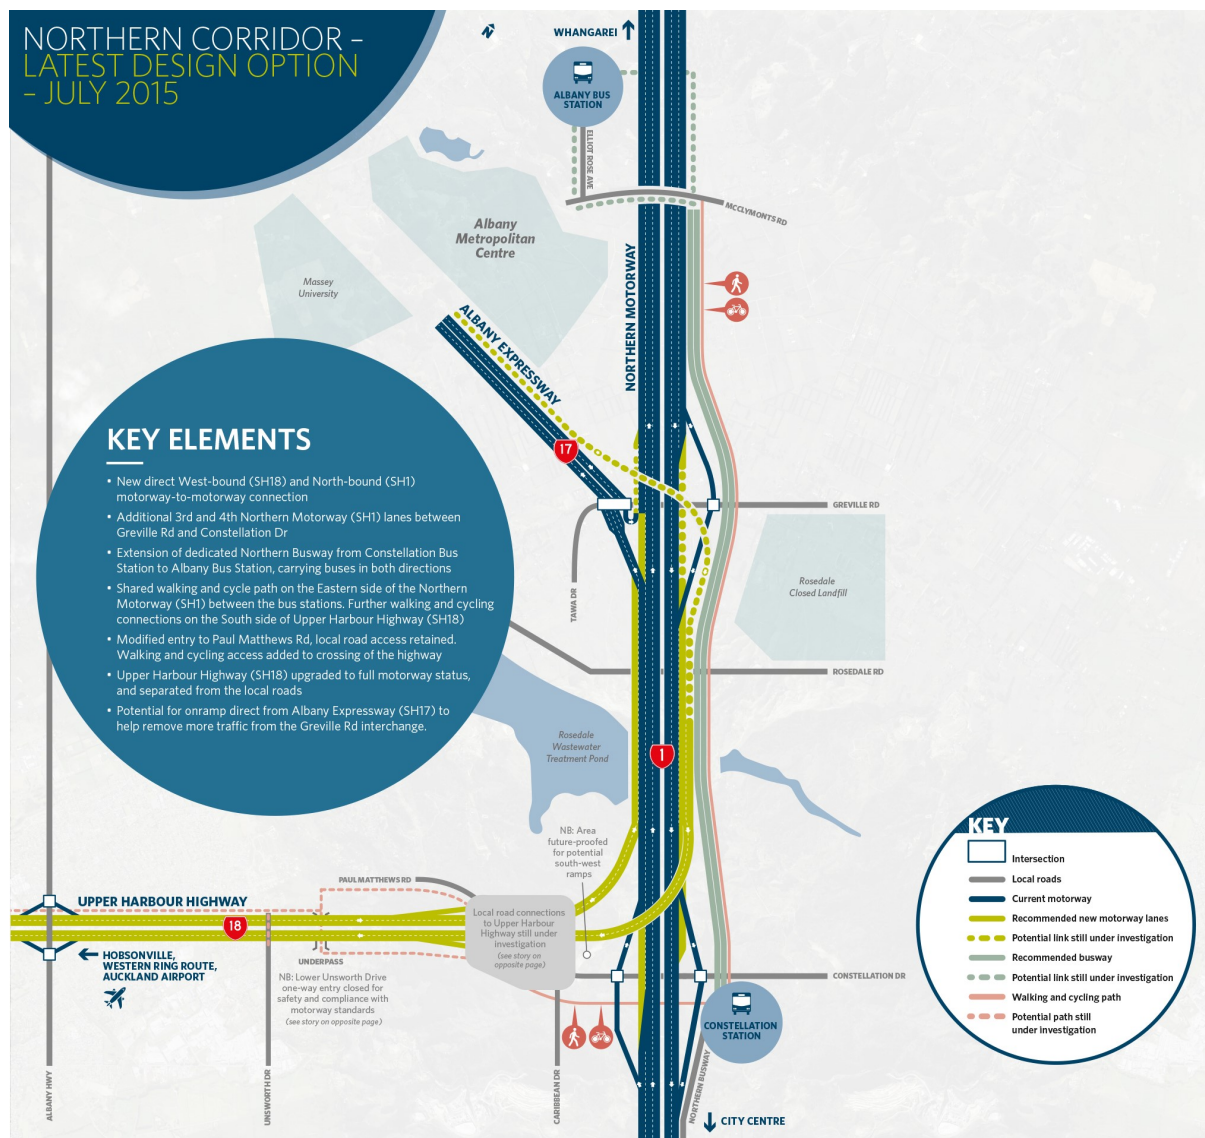 NORTHERN CORRIDOR –
LATEST DESIGN OPTION
– JULY 2015
N
WHANGAREI
ALBANY BUS
STATION
ELLIOT ROSE AVE
MCCLYMONTS RD
Albany
Metropolitan
Centre
Massey
University
NORTHERN MOTORWAY
ALBANY EXPRESSWAY
17
GREVILLE RD
TAWA DR
Rosedale
Closed Landfill
ROSEDALE RD
KEY ELEMENTS
• New direct West-bound (SH18) and North-bound (SH1)
motorway-to-motorway connection
• Additional 3rd and 4th Northern Motorway (SH1) lanes between
Greville Rd and Constellation Dr
• Extension of dedicated Northern Busway from Constellation Bus
Station to Albany Bus Station, carrying buses in both directions
• Shared walking and cycle path on the Eastern side of the Northern
Motorway (SH1) between the bus stations. Further walking and cycling
connections on the South side of Upper Harbour Highway (SH18)
• Modified entry to Paul Matthews Rd, local road access retained.
Walking and cycling access added to crossing of the highway
• Upper Harbour Highway (SH18) upgraded to full motorway status,
and separated from the local roads
• Potential for onramp direct from Albany Expressway (SH17) to
help remove more traffic from the Greville Rd interchange.
Rosedale
Wastewater
Treatment Pond
1
NB: Area
future-proofed
for potential
south-west
ramps
PAUL MATTHEWS RD
UPPER HARBOUR HIGHWAY
18
Local road connections
to Upper Harbour
Highway still under
investigation
(see story on
opposite page)
HOBSONVILLE,
WESTERN RING ROUTE,
AUCKLAND AIRPORT
UNDERPASS
NB: Lower Unsworth Drive
one-way entry closed for
safety and compliance with
motorway standards
(see story on opposite page)
CONSTELLATION DR
CONSTELLATION
STATION
ALBANY HWY
UNSWORTH DR
CARIBBEAN DR
NORTHERN BUSWAY
CITY CENTRE
KEY
Intersection
Local roads
Current motorway
Recommended new motorway lanes
Potential link still under investigation
Recommended busway
Potential link still under investigation
Walking and cycling path
Potential path still
under investigation